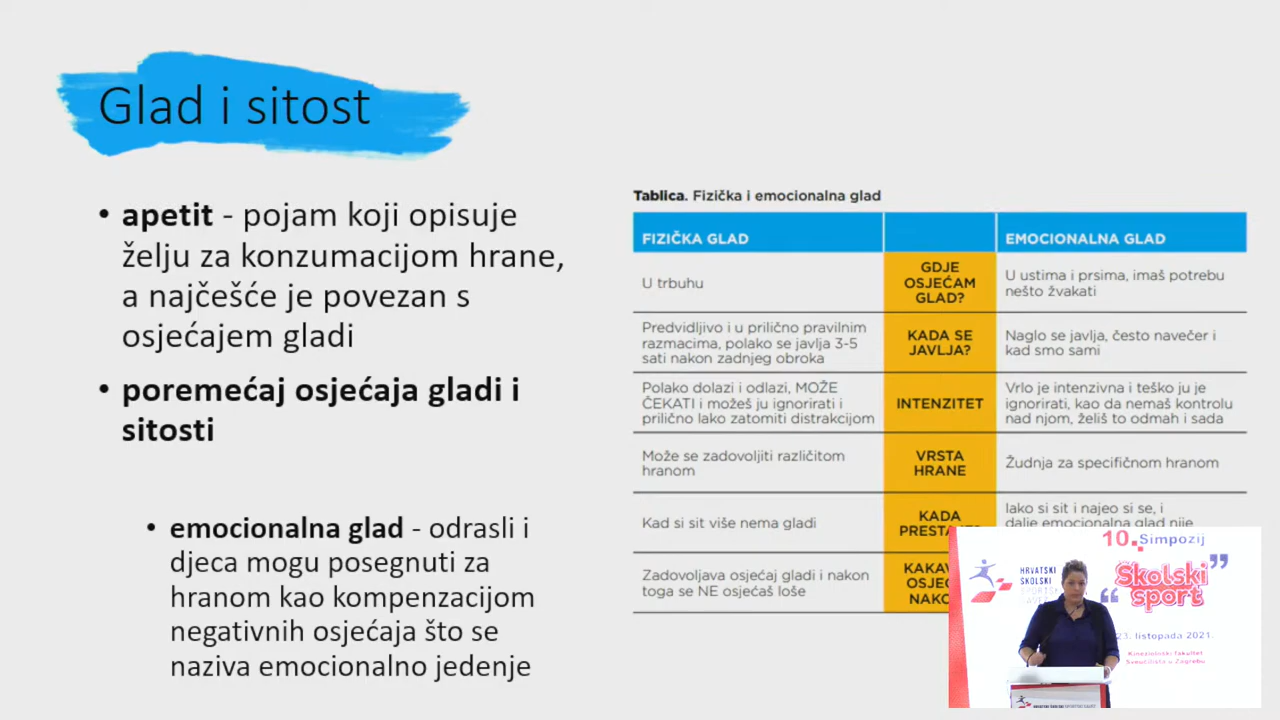 Glad i sitost
• apetit - pojam koji opisuje
želju za konzumacijom hrane,
a najčešće je povezan s
osjećajem gladi
• poremećaj osjećaja gladi i
sitosti
• emocionalna glad - odrasli i
djeca mogu posegnuti za
hranom kao kompenzacijom
negativnih osjećaja što se
naziva emocionalno jedenje
Tablica. Fizička i emocionalna glad
FIZIČKA GLAD
EMOCIONALNA GLAD
U trbuhu
GDJE
OSJEĆAM
GLAD?
U ustima i prsima, imaš potrebu
nešto žvakati
Predvidljivo i u prilično pravilnim
razmacima, polako se javlja 3-5
sati nakon zadnjeg obroka
KADA SE
JAVLJA?
Naglo se javlja, često navečer i
kad smo sami
Polako dolazi i odlazi, MOŽE
ČEKATI i možeš ju ignorirati i
prilično lako zatomiti distrakcijom
INTENZITET
Vrlo je intenzivna i teško ju je
ignorirati, kao da nemaš kontrolu
nad njom, želiš to odmah i sada
Može se zadovoljiti različitom
hranom
VRSTA
HRANE
Žudnja za specifičnom hranom
Kad si sit više nema gladi
KADA
Iako si sit i najeo si se, i
dalje emocionalna glad nije
Zadovoljava osjećaj gladi i nakon
toga se NE osjećaš loše
10. Simpozij
HRVATSKI
ŠKOLSKI
„Školski
sport”
23. listopada 2021.
Kineziološki fakultet
Sveučilišta u Zagrebu